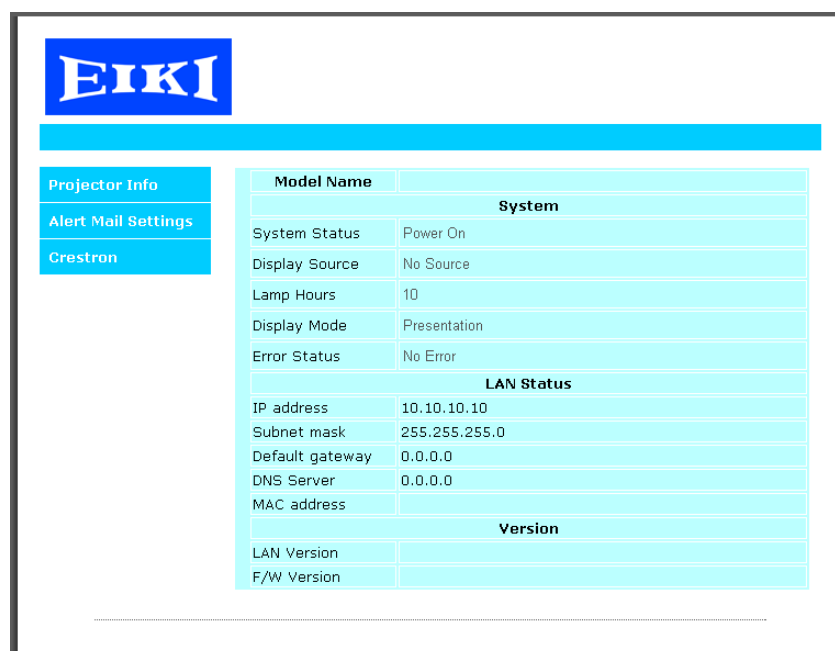 EIKI
Projector Info
Alert Mail Settings
Crestron
Model Name
System
System Status Power On
Display Source No Source
Lamp Hours 10
Display Mode Presentation
Error Status No Error
LAN Status
IP address 10.10.10.10
Subnet mask 255.255.255.0
Default gateway 0.0.0.0
DNS Server 0.0.0.0
MAC address
Version
LAN Version
F/W Version